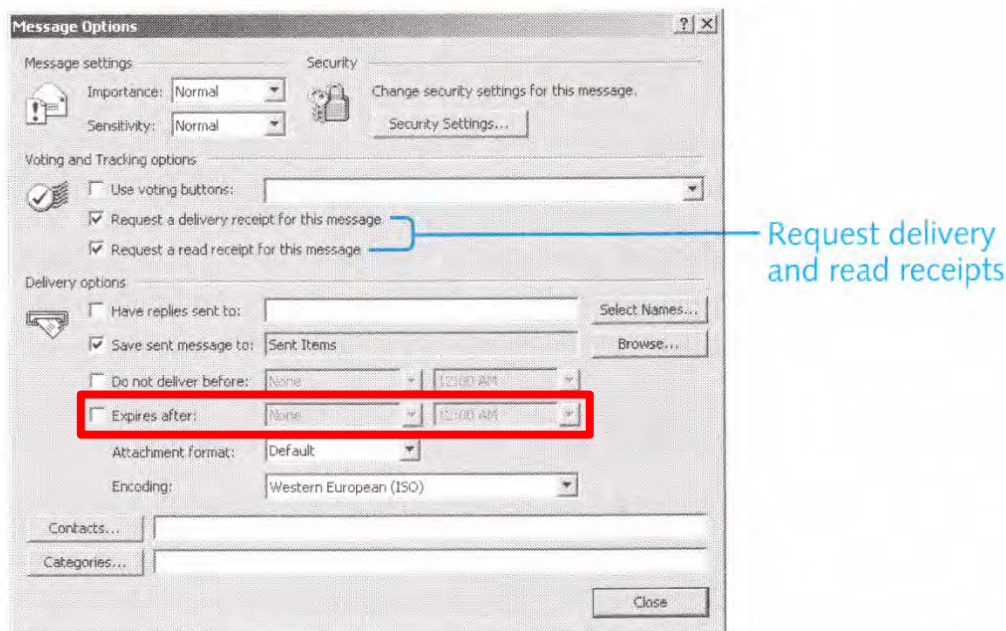 Message Options
Message settings
Security
Importance: Normal
Change security settings for this message.
Sensitivity: Normal
Security Settings...
Voting and Tracking options
Use voting buttons:
Request a delivery receipt for this message
Request a read receipt for this message
Request delivery
and read receipts
Delivery options
Have replies sent to:
Select Names...
Save sent message to: Sent Items
Browse...
Do not deliver before: None 12:00 AM
Expires after: None 12:00 AM
Attachment format: Default
Encoding: Western European (ISO)
Contacts...
Categories...
Close